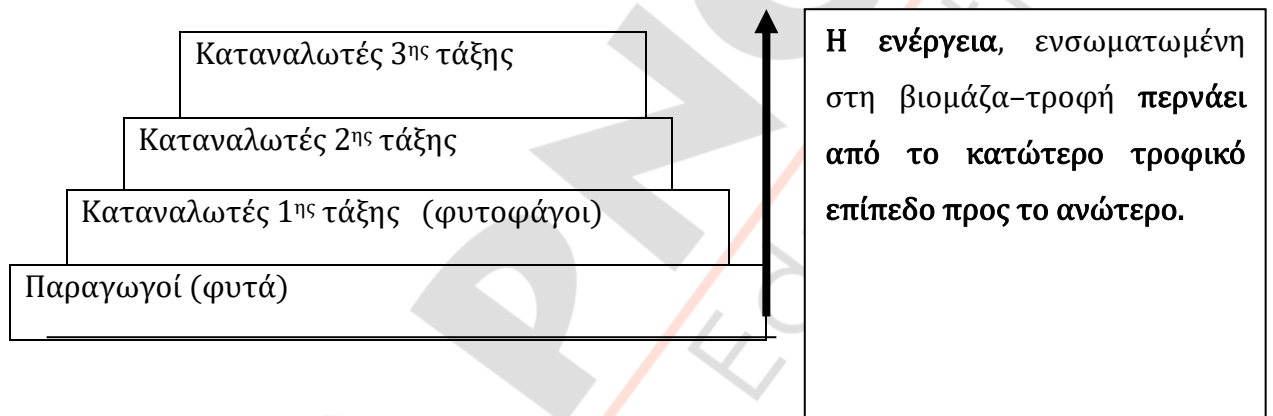 Καταναλωτές 3ης τάξης
Καταναλωτές 2ης τάξης
Καταναλωτές 1ης τάξης (φυτοφάγοι)
Παραγωγοί (φυτά)
Η ενέργεια, ενσωματωμένη
στη βιομάζα–τροφή περνάει
από το κατώτερο τροφικό
επίπεδο προς το ανώτερο.